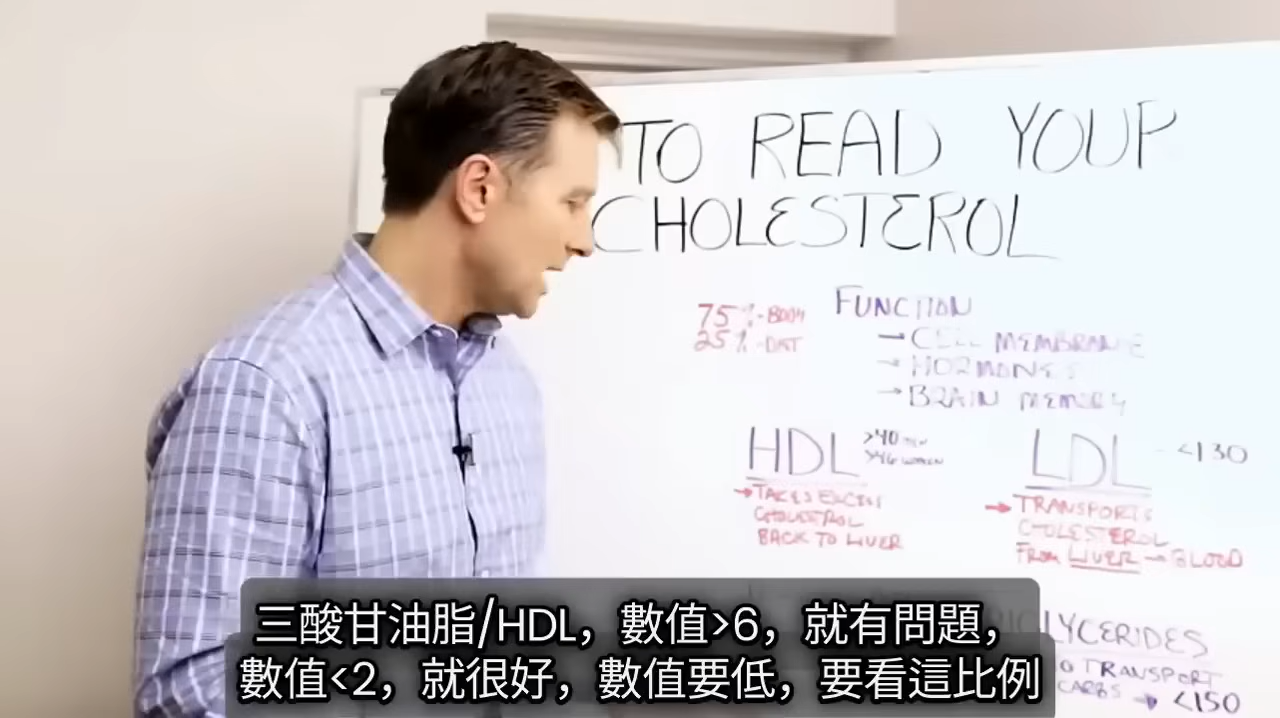 TO READ YOUR
CHOLESTEROL
75% - BODY
25% - DIET
FUNCTION
→ CELL MEMBRANE
→ HORMONES
→ BRAIN MEMORY
HDL >40 MEN
>46 WOMEN
→ TAKES EXCESS
CHOLESTEROL
BACK TO LIVER
LDL - <130
→ TRANSPORTS
CHOLESTEROL
FROM LIVER → BLOOD
LYCERIDES
TRANSPORT
CARBS → <150
三酸甘油脂/HDL，數值>6，就有問題，
數值<2，就很好，數值要低，要看這比例